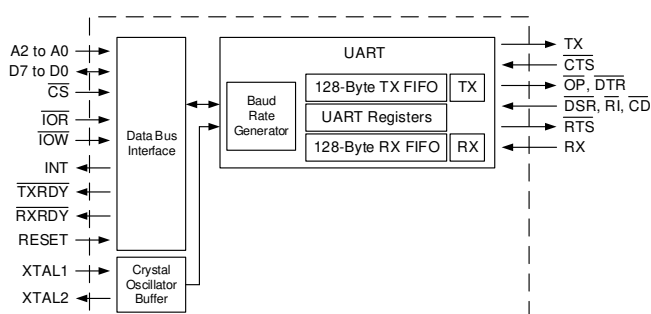 A2 to A0
D7 to D0
CS
IOR
IOW
INT
TXRDY
RXRDY
RESET
XTAL1
XTAL2
Data Bus
Interface
Crystal
Oscillator
Buffer
UART
Baud
Rate
Generator
128-Byte TX FIFO
TX
UART Registers
128-Byte RX FIFO
RX
TX
CTS
OP, DTR
DSR, RI, CD
RTS
RX